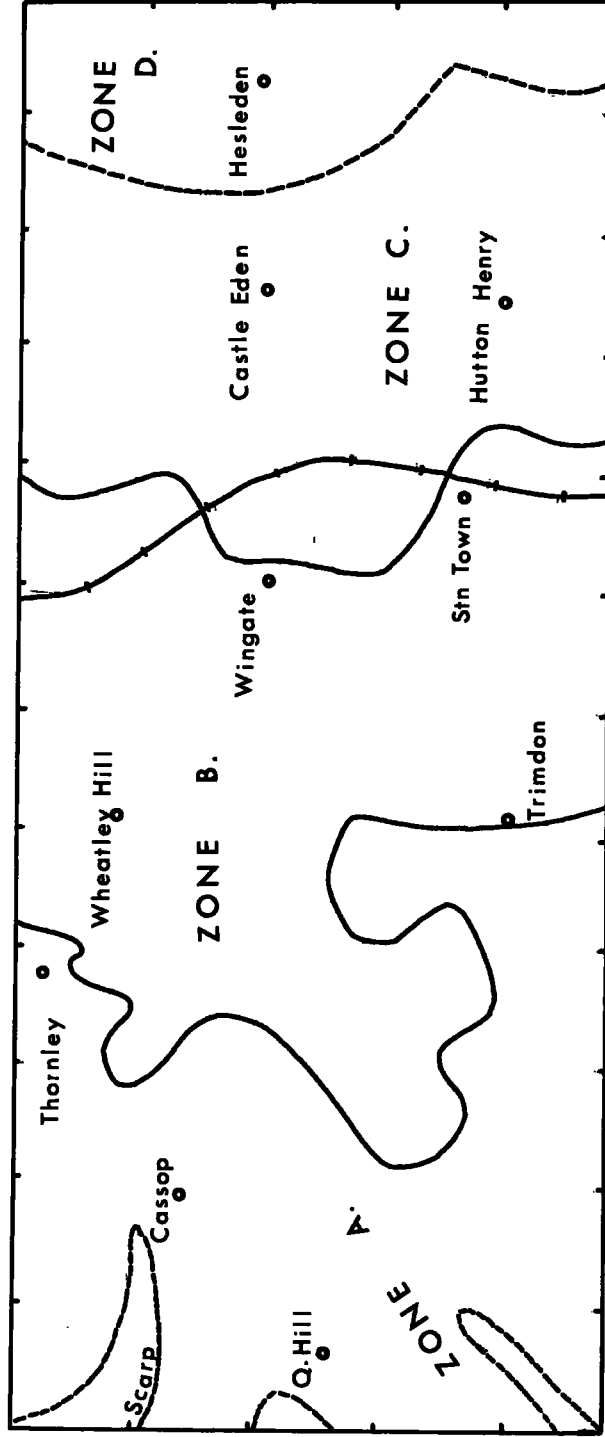 Scarp
Q.Hill
ZONE A.
Cassop
Thornley
Wheatley Hill
ZONE B.
Trimdon
Wingate
Stn Town
Castle Eden
ZONE C.
Hutton Henry
ZONE
D.
Hesleden